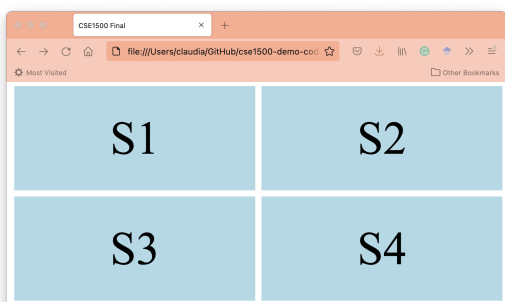 CSE1500 Final
file:///Users/claudia/GitHub/cse1500-demo-cod
Most Visited
Other Bookmarks
S1 S2
S3 S4